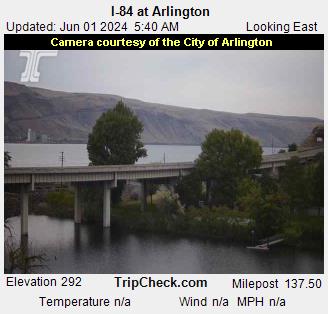 I-84 at Arlington
Updated: Jun 01 2024 5:40 AM Looking East
Camera courtesy of the City of Arlington
Elevation 292 TripCheck.com Milepost 137.50
Temperature n/a Wind n/a MPH n/a